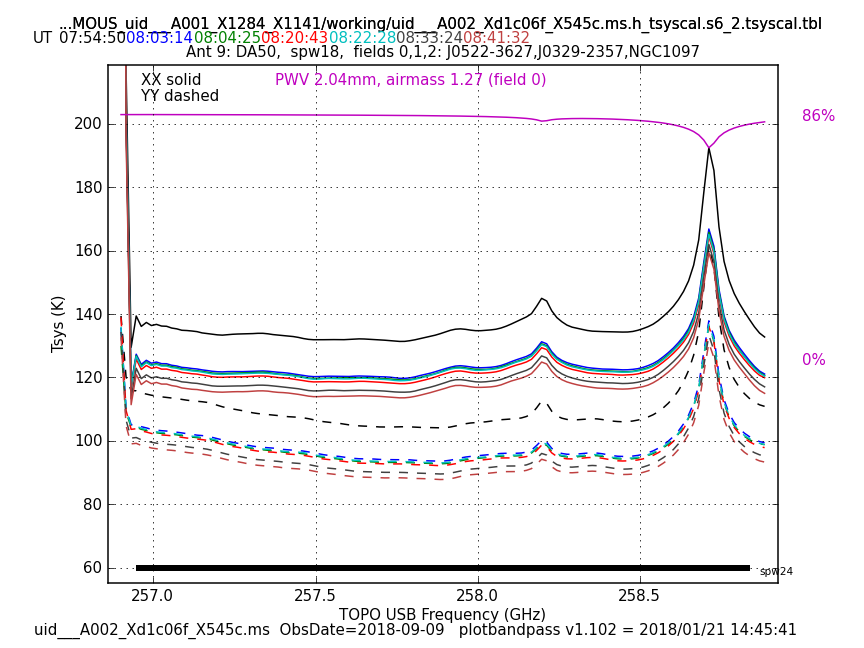 ...MOUS_uid___A001_X1284_X1141/working/uid___A002_Xd1c06f_X545c.ms.h_tsyscal.s6_2.tsyscal.tbl
UT 07:54:50 08:03:14 08:04:25 08:20:43 08:22:28 08:33:24 08:41:32
Ant 9: DA50, spw18, fields 0,1,2: J0522-3627,J0329-2357,NGC1097
XX solid
PWV 2.04mm, airmass 1.27 (field 0)
YY dashed
86%
0%
200
180
160
140
120
100
80
60
Tsys (K)
spw24
257.0 257.5 258.0 258.5
TOPO USB Frequency (GHz)
uid___A002_Xd1c06f_X545c.ms ObsDate=2018-09-09 plotbandpass v1.102 = 2018/01/21 14:45:41